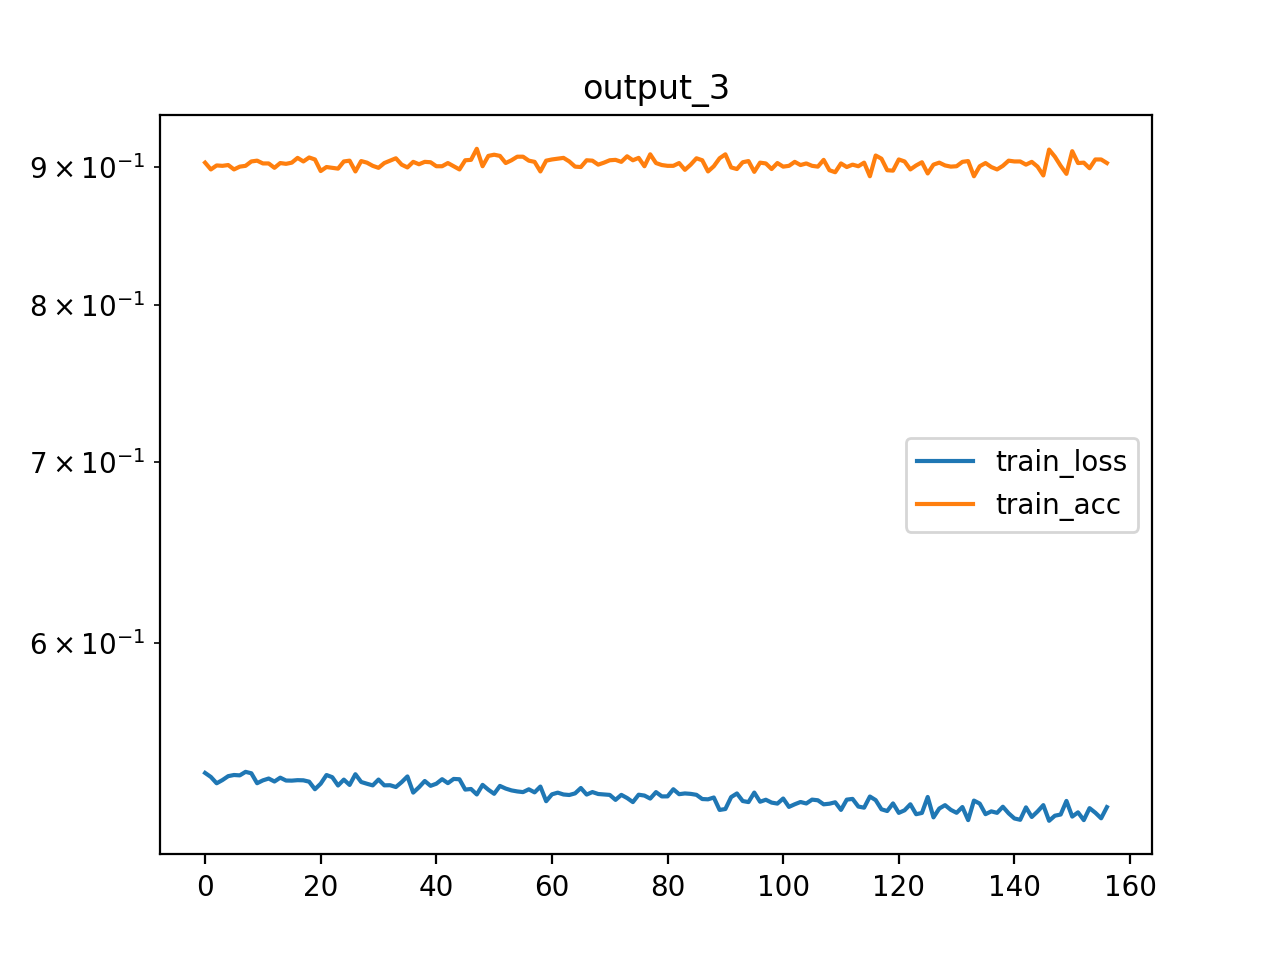 output_3
9 × 10⁻¹
8 × 10⁻¹
7 × 10⁻¹
6 × 10⁻¹
train_loss
train_acc
0 20 40 60 80 100 120 140 160